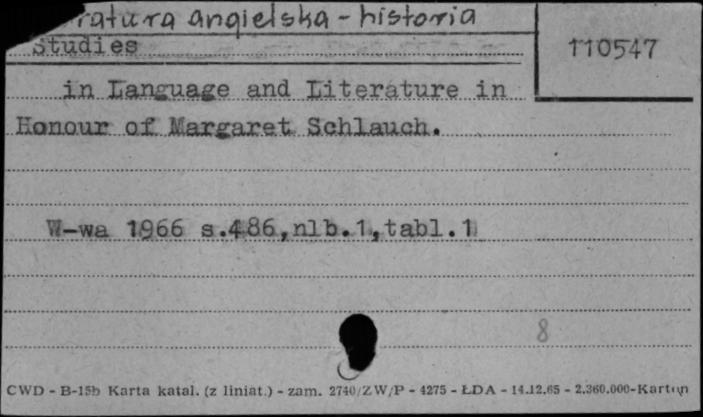 ratura angielska - historia
Studies
110547
in Language and Literature in
Honour of Margaret Schlauch.
W-wa 1966 s.486,nlb.1,tabl.1
8
CWD - B-15b Karta katal. (z liniat.) - zam. 2740/ZW/P - 4275 - ŁDA - 14.12.65 - 2.360.000-Karton